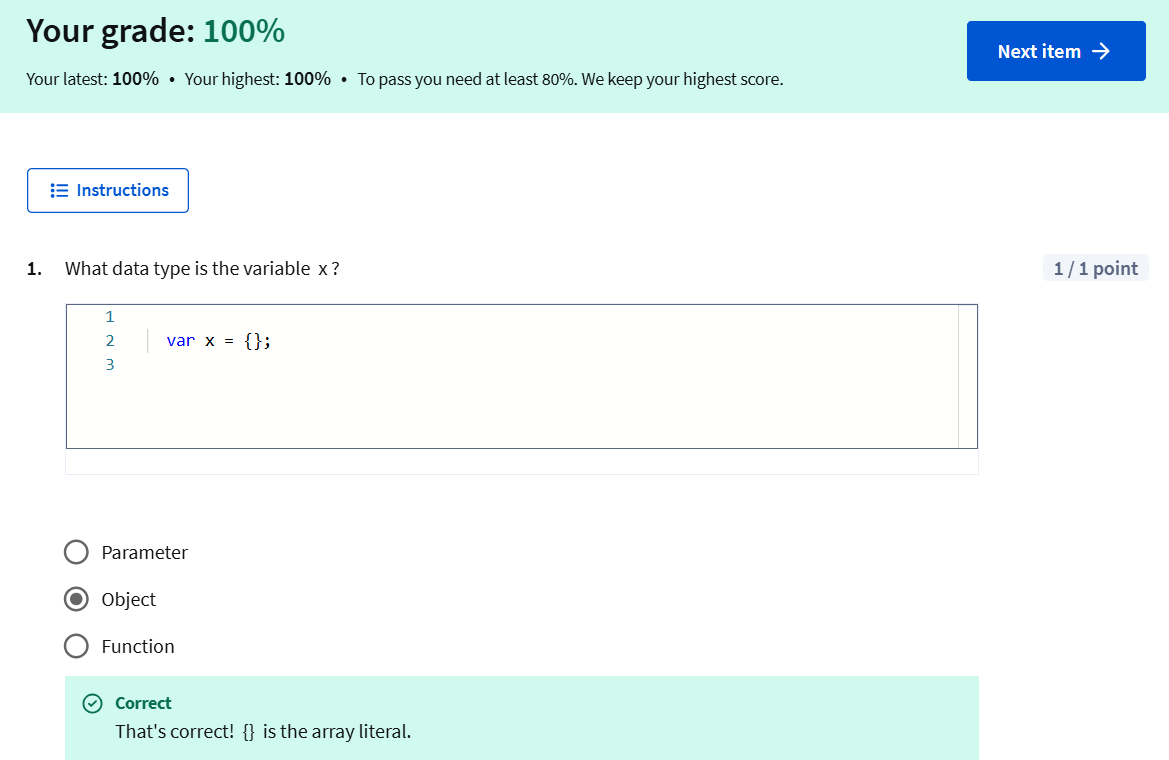 Your grade: 100%
Next item →
Your latest: 100% • Your highest: 100% • To pass you need at least 80%. We keep your highest score.
Instructions
1. What data type is the variable x ?
1 / 1 point
1
2 var x = {};
3
Parameter
Object
Function
Correct
That's correct! {} is the array literal.